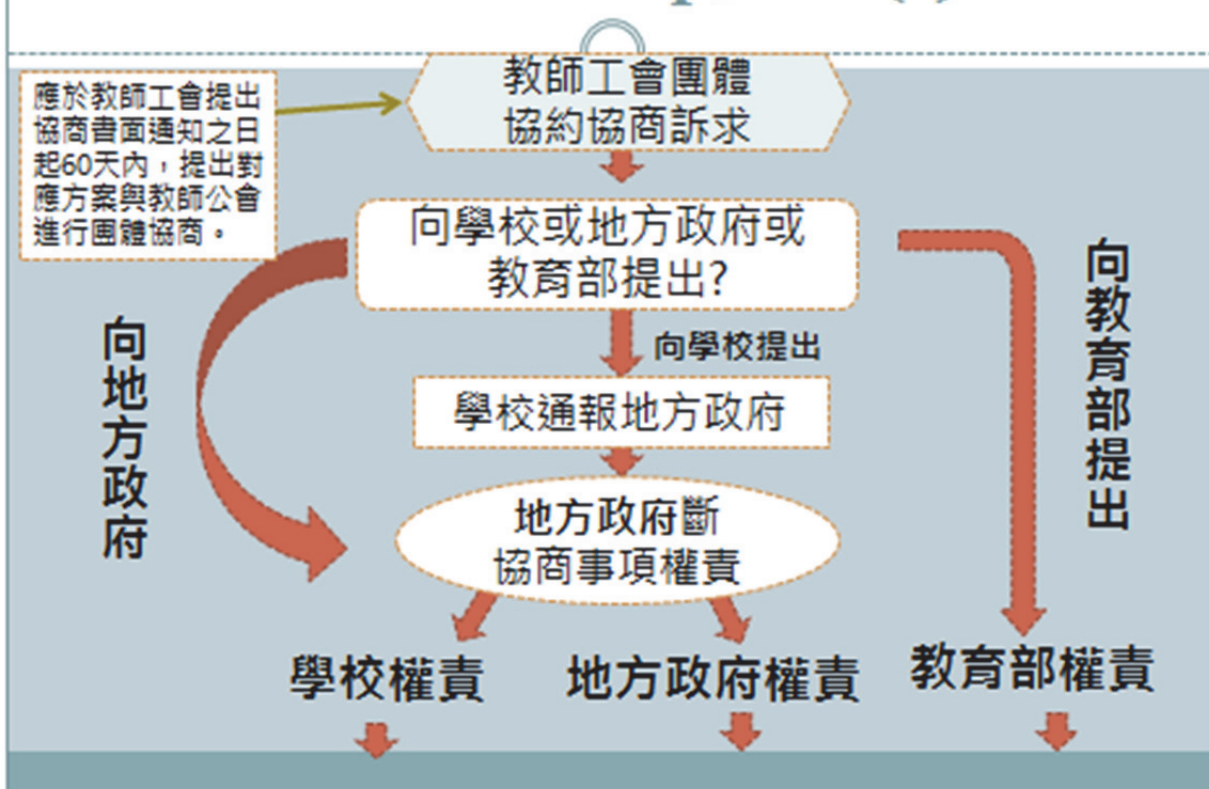 教師工會團體
協約協商訴求
應於教師工會提出
協商書面通知之日
起60天內，提出對
應方案與教師公會
進行團體協商。
向學校或地方政府或
教育部提出?
向地方政府
向學校提出
向教育部提出
學校通報地方政府
地方政府斷
協商事項權責
學校權責
地方政府權責
教育部權責